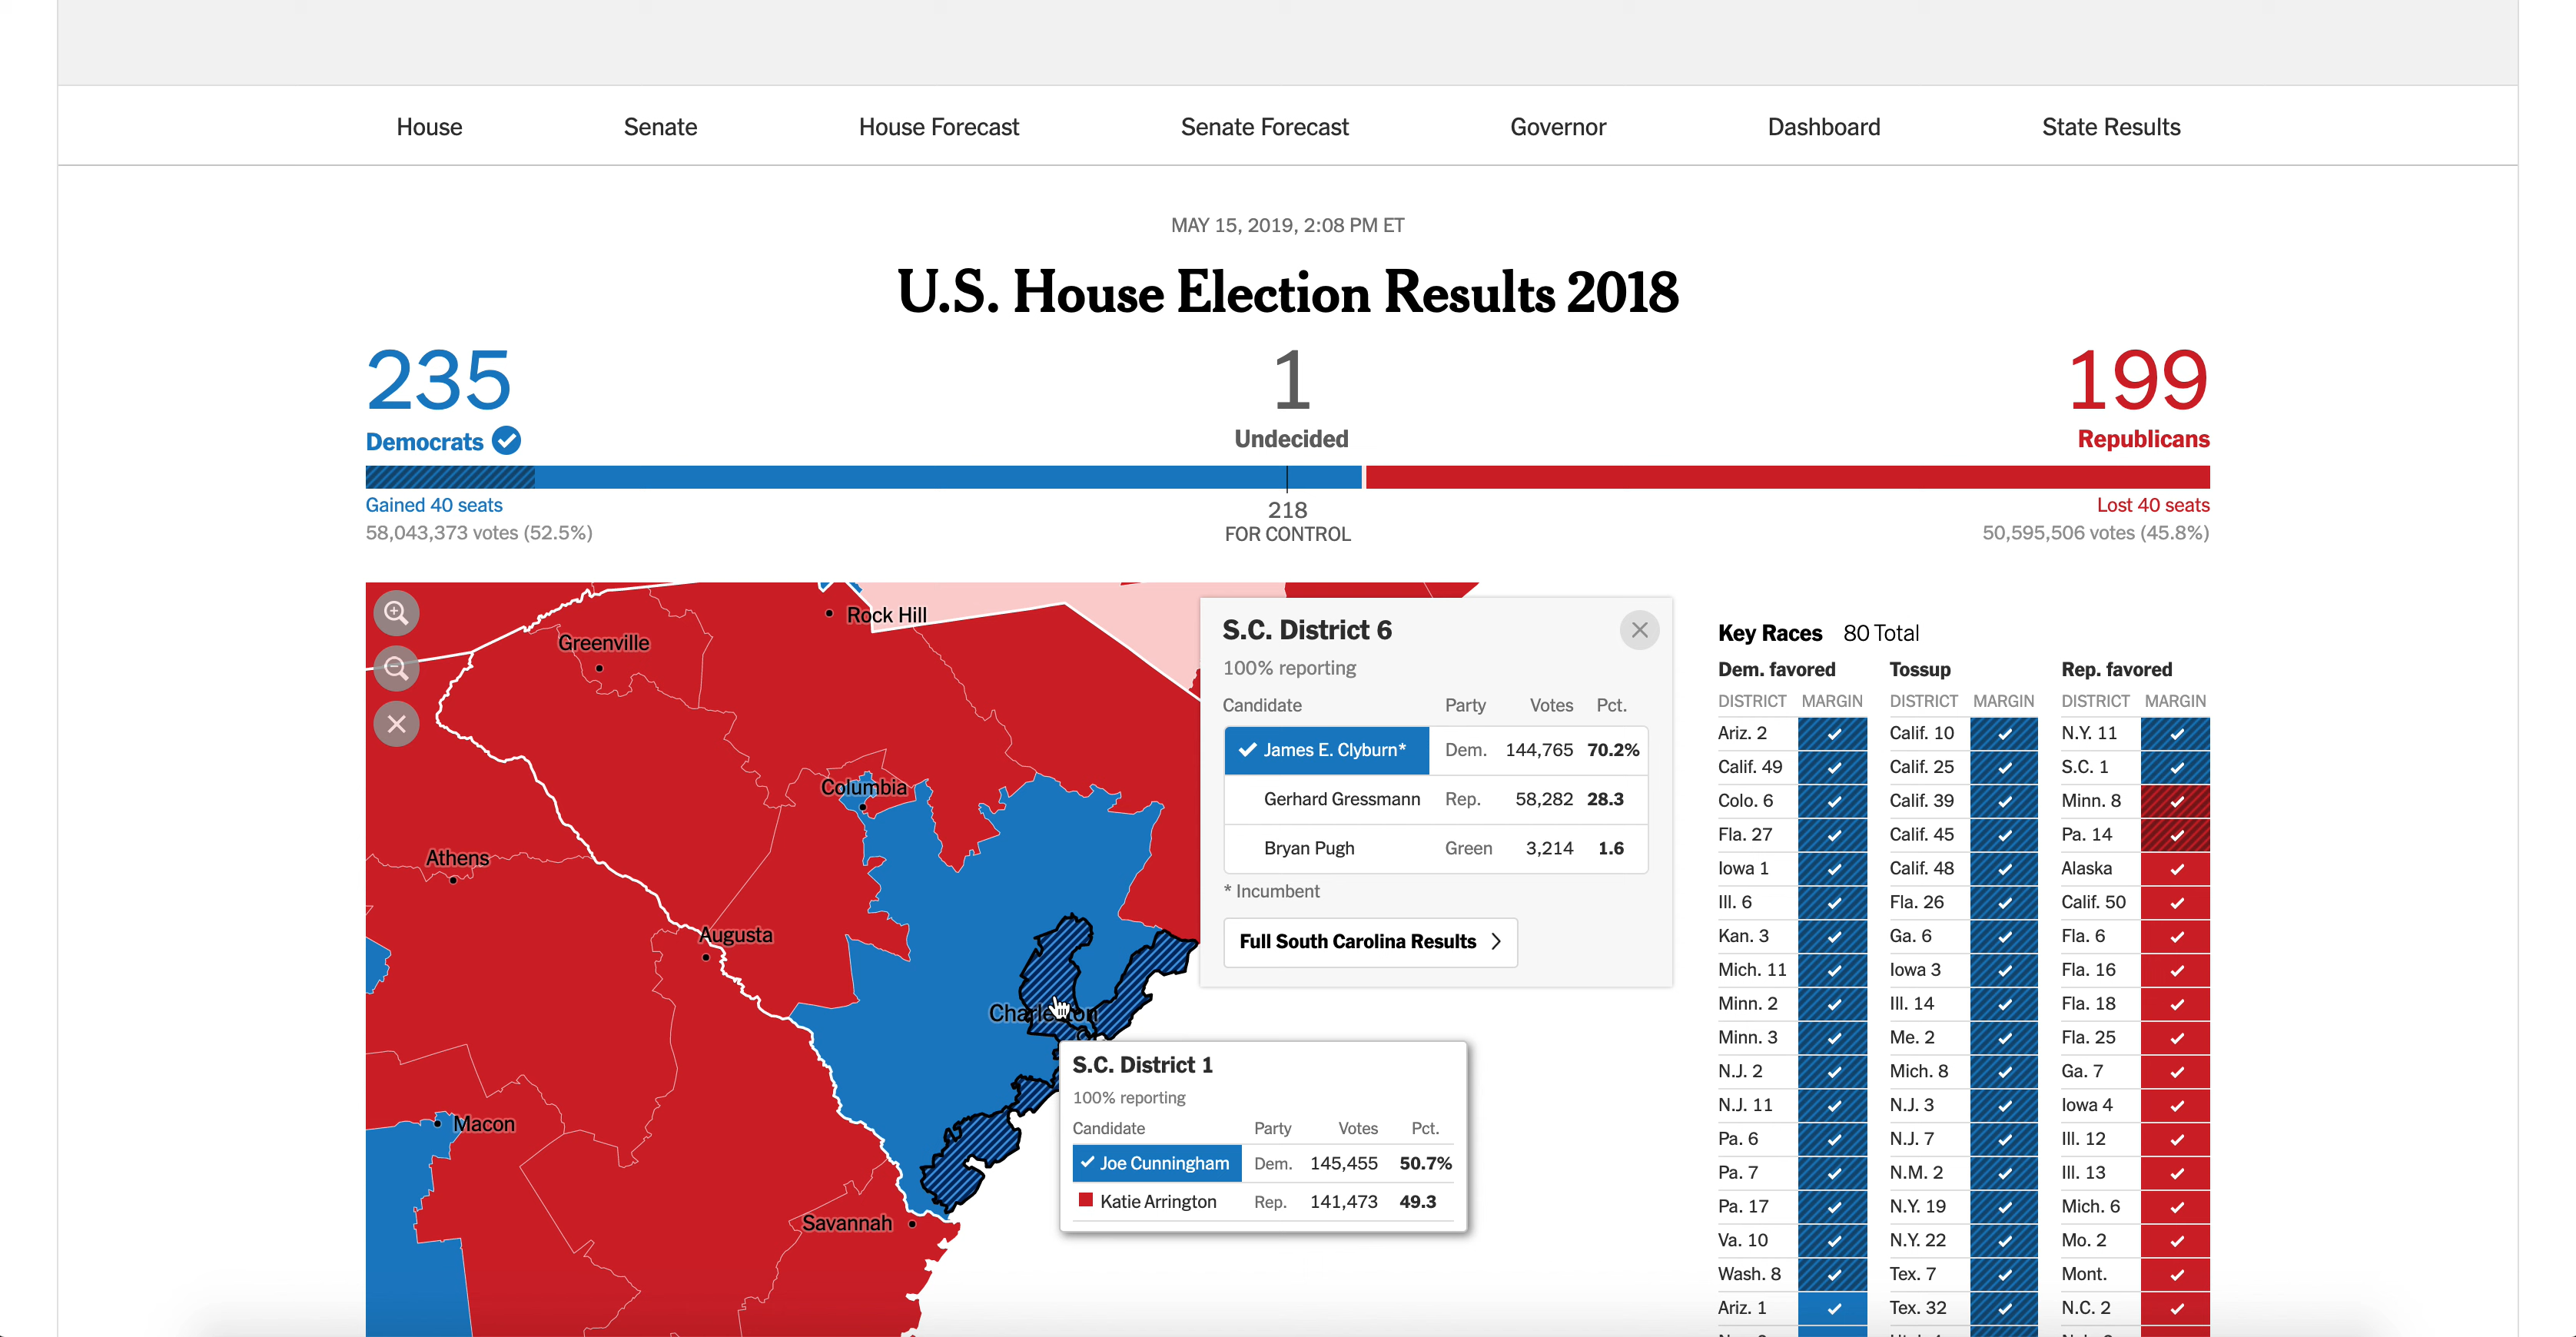 House Senate House Forecast Senate Forecast Governor Dashboard State Results
MAY 15, 2019, 2:08 PM ET
U.S. House Election Results 2018
235 1 199
Democrats Undecided Republicans
Gained 40 seats 218 Lost 40 seats
58,043,373 votes (52.5%) FOR CONTROL 50,595,506 votes (45.8%)
Rock Hill
Greenville
Columbia
Athens
Augusta
Charleston
Macon
Savannah
S.C. District 6
100% reporting
Candidate Party Votes Pct.
James E. Clyburn* Dem. 144,765 70.2%
Gerhard Gressmann Rep. 58,282 28.3
Bryan Pugh Green 3,214 1.6
* Incumbent
Full South Carolina Results
S.C. District 1
100% reporting
Candidate Party Votes Pct.
Joe Cunningham Dem. 145,455 50.7%
Katie Arrington Rep. 141,473 49.3
Key Races 80 Total
Dem. favored Tossup Rep. favored
DISTRICT MARGIN DISTRICT MARGIN DISTRICT MARGIN
Ariz. 2 Calif. 10 N.Y. 11
Calif. 49 Calif. 25 S.C. 1
Colo. 6 Calif. 39 Minn. 8
Fla. 27 Calif. 45 Pa. 14
Iowa 1 Calif. 48 Alaska
Ill. 6 Fla. 26 Calif. 50
Kan. 3 Ga. 6 Fla. 6
Mich. 11 Iowa 3 Fla. 16
Minn. 2 Ill. 14 Fla. 18
Minn. 3 Me. 2 Fla. 25
N.J. 2 Mich. 8 Ga. 7
N.J. 11 N.J. 3 Iowa 4
Pa. 6 N.J. 7 Ill. 12
Pa. 7 N.M. 2 Ill. 13
Pa. 17 N.Y. 19 Mich. 6
Va. 10 N.Y. 22 Mo. 2
Wash. 8 Tex. 7 Mont.
Ariz. 1 Tex. 32 N.C. 2